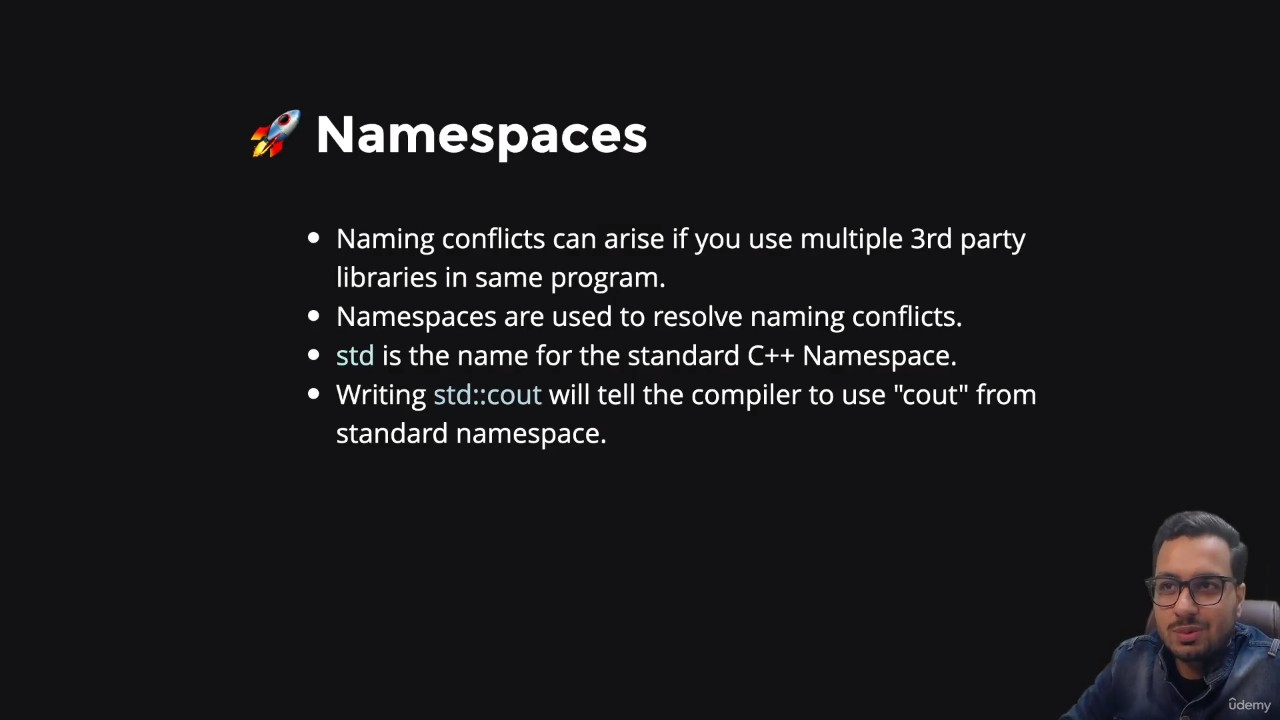 🚀 Namespaces
• Naming conflicts can arise if you use multiple 3rd party
libraries in same program.
• Namespaces are used to resolve naming conflicts.
• std is the name for the standard C++ Namespace.
• Writing std::cout will tell the compiler to use "cout" from
standard namespace.
ûdemy